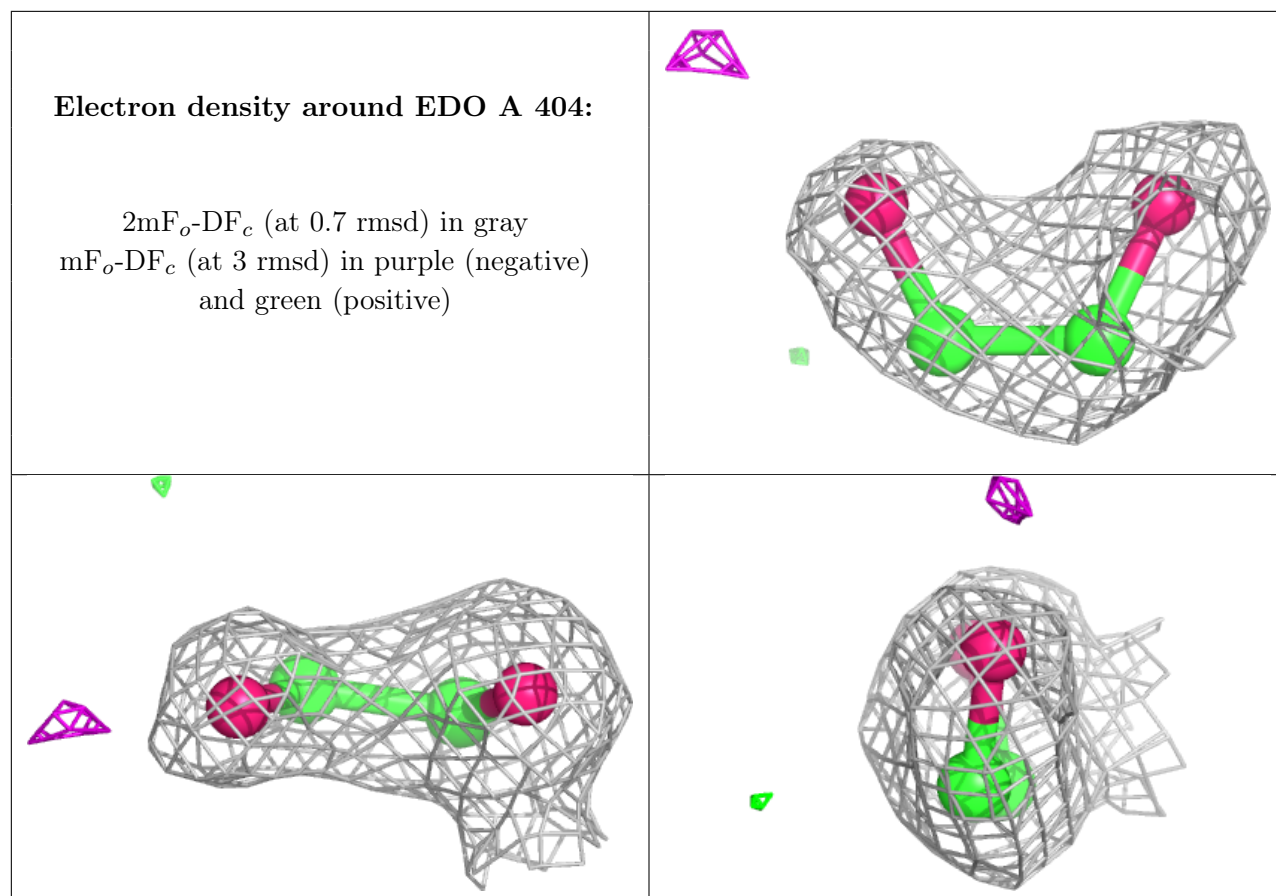 Electron density around EDO A 404:
2mFo-DFc (at 0.7 rmsd) in gray
mFo-DFc (at 3 rmsd) in purple (negative)
and green (positive)